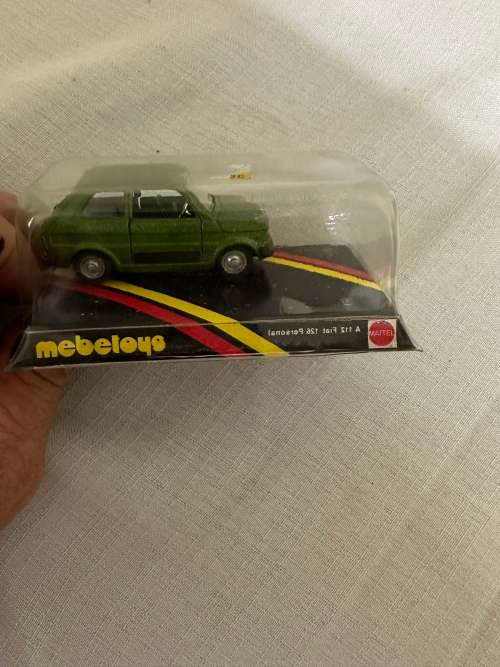 mebetoys
A 112 Fiat 126 Personal
MATTEL